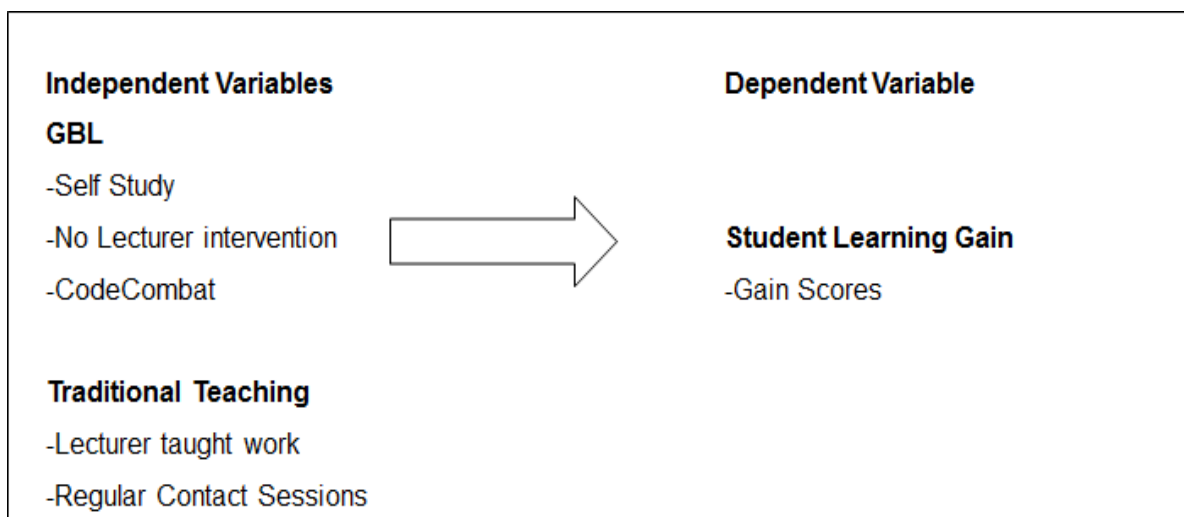 Independent Variables
GBL
-Self Study
-No Lecturer intervention
-CodeCombat
Traditional Teaching
-Lecturer taught work
-Regular Contact Sessions
Dependent Variable
Student Learning Gain
-Gain Scores